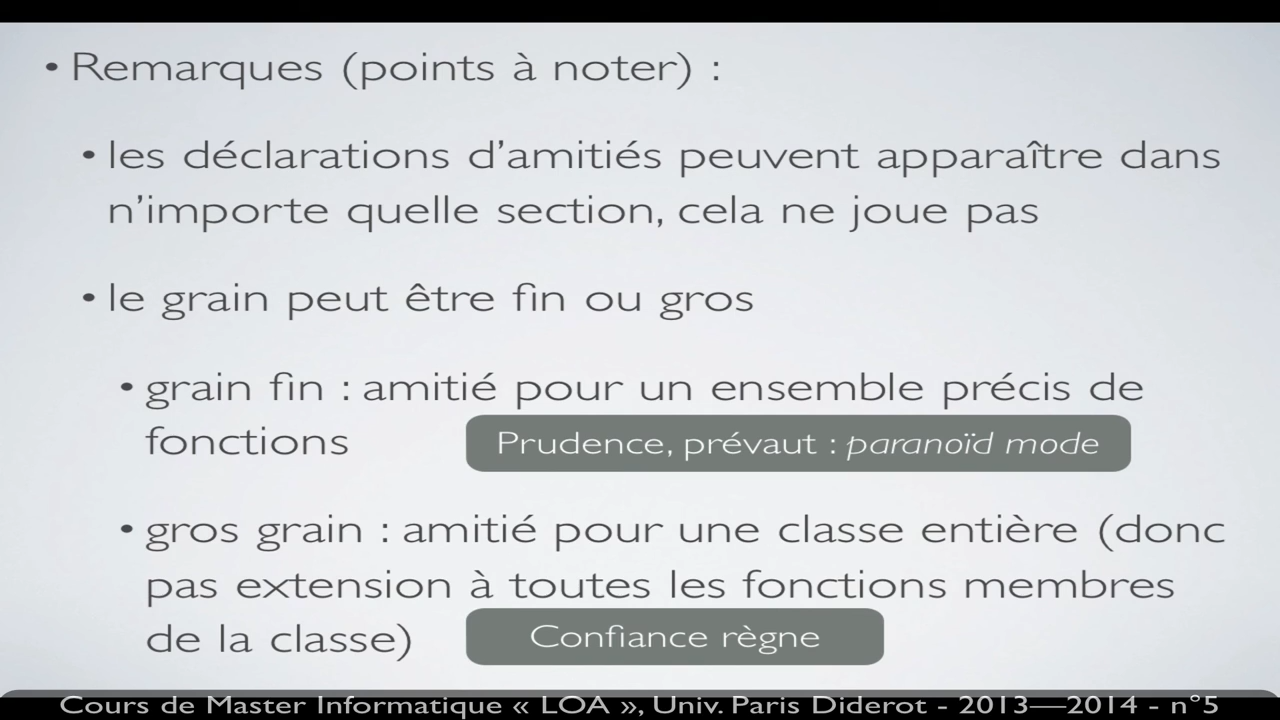 • Remarques (points à noter) :
• les déclarations d'amitiés peuvent apparaître dans
n'importe quelle section, cela ne joue pas
• le grain peut être fin ou gros
• grain fin : amitié pour un ensemble précis de
fonctions
Prudence, prévaut : paranoïd mode
• gros grain : amitié pour une classe entière (donc
pas extension à toutes les fonctions membres
de la classe)
Confiance règne
Cours de Master Informatique « LOA », Univ. Paris Diderot - 2013—2014 - n°5